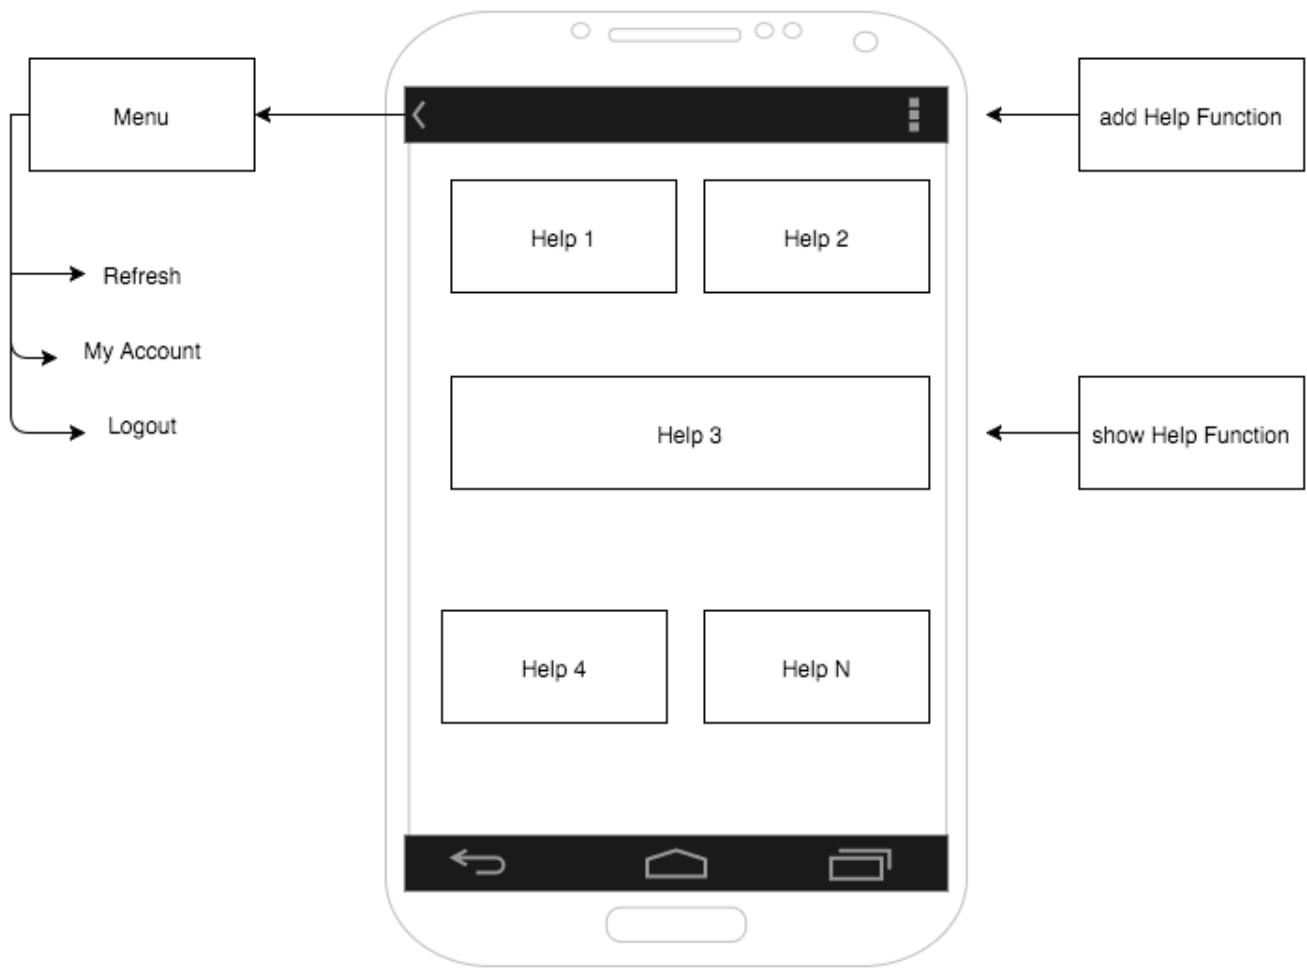 Menu
add Help Function
Help 1
Help 2
Refresh
My Account
Logout
Help 3
show Help Function
Help 4
Help N